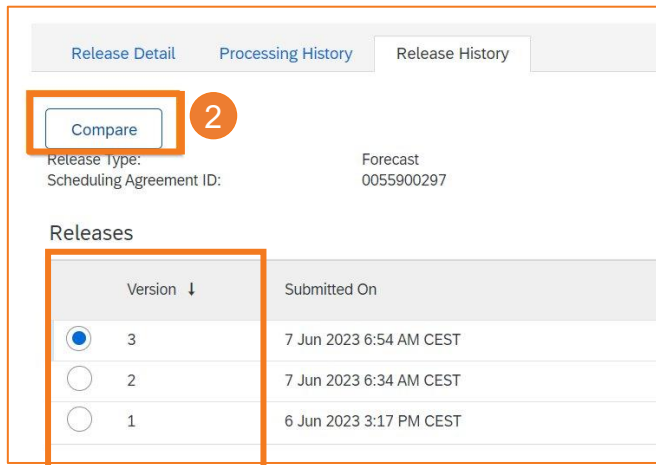 Release Detail Processing History Release History
Compare 2
Release Type: Forecast
Scheduling Agreement ID: 0055900297
Releases
Version ↓ Submitted On
3 7 Jun 2023 6:54 AM CEST
2 7 Jun 2023 6:34 AM CEST
1 6 Jun 2023 3:17 PM CEST